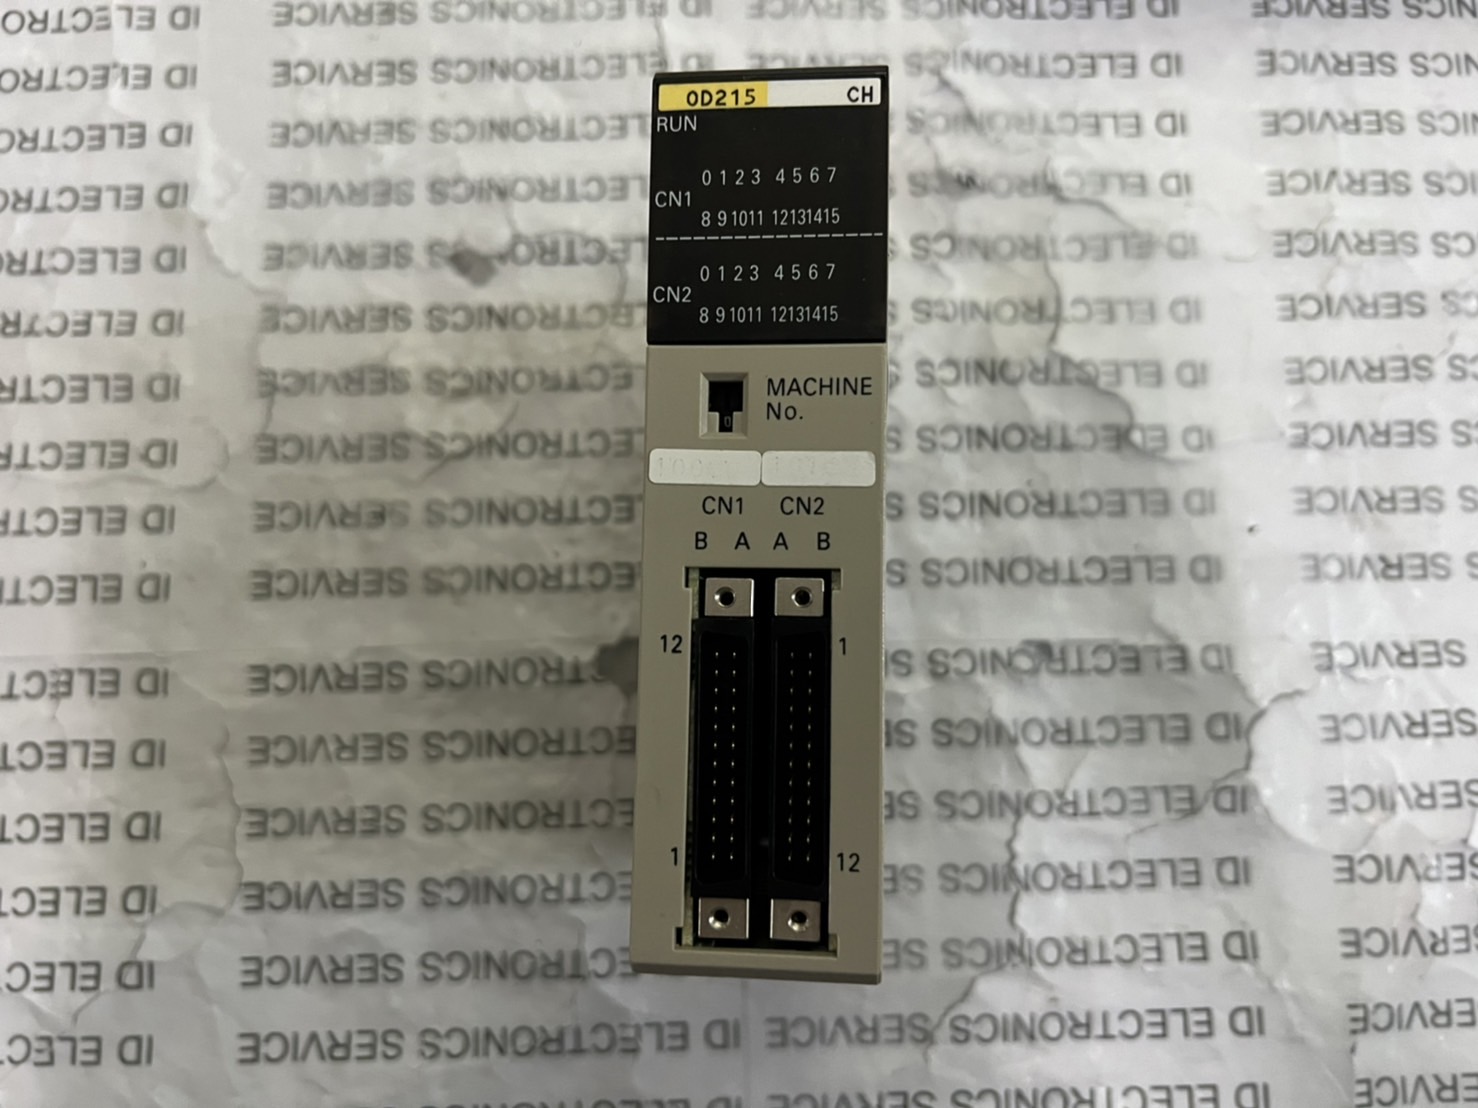 OD215 CH
RUN
0 1 2 3 4 5 6 7
CN1
8 9 10 11 12 13 14 15
0 1 2 3 4 5 6 7
CN2
8 9 10 11 12 13 14 15
MACHINE
No.
0
CN1 CN2
B A A B
12 1
1 12
ID ELECTRONICS SERVICE